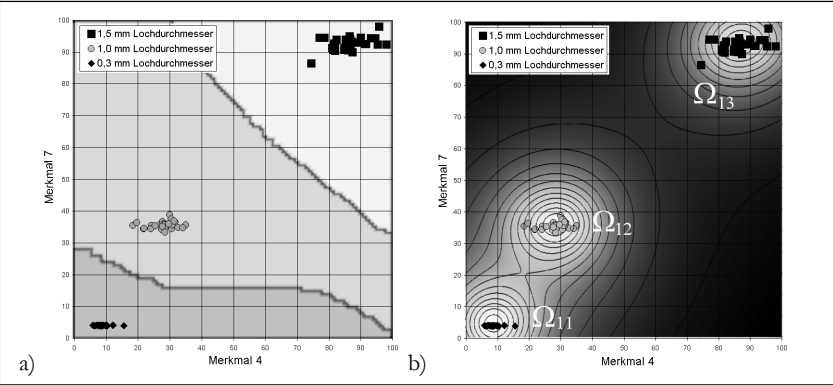 100
90
80
70
60
50
40
30
20
10
0
Merkmal 7
1,5 mm Lochdurchmesser
1,0 mm Lochdurchmesser
0,3 mm Lochdurchmesser
0 10 20 30 40 50 60 70 80 90 100
Merkmal 4
a)
100
90
80
70
60
50
40
30
20
10
0
Merkmal 7
1,5 mm Lochdurchmesser
1,0 mm Lochdurchmesser
0,3 mm Lochdurchmesser
Ω13
Ω12
Ω11
0 10 20 30 40 50 60 70 80 90 100
Merkmal 4
b)